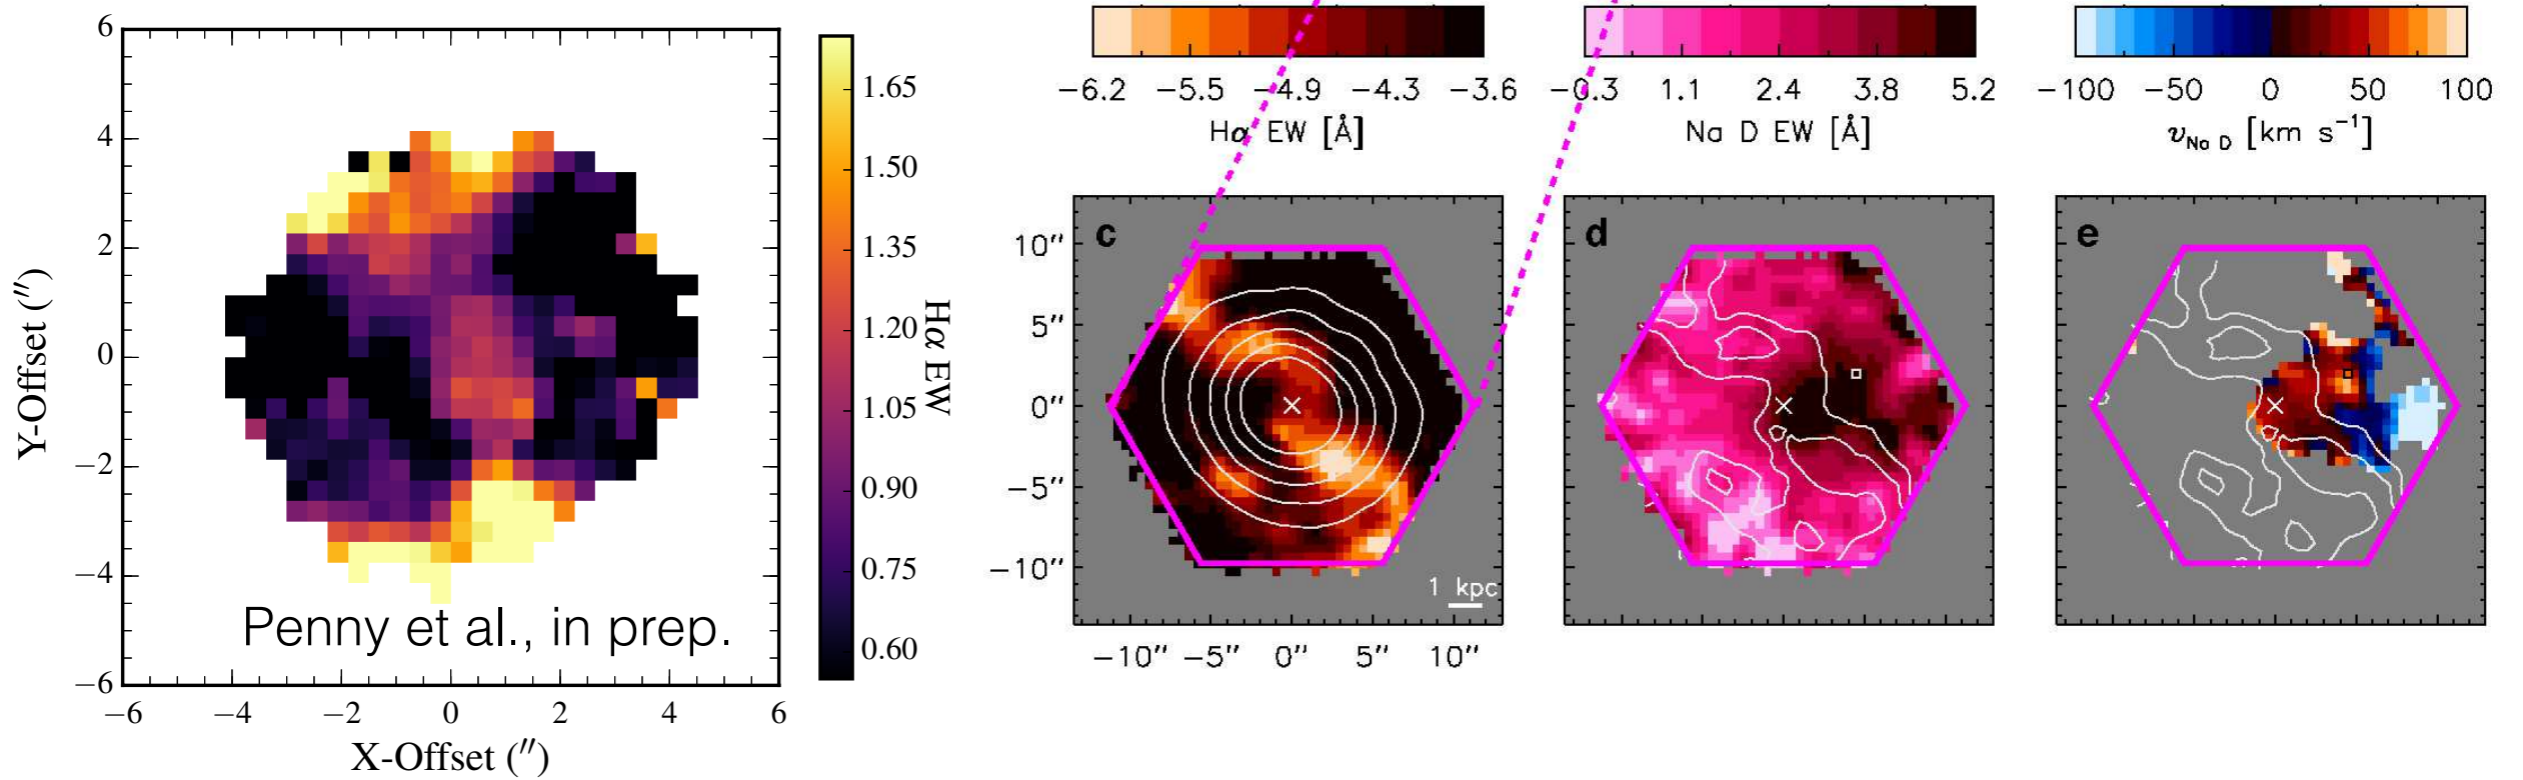 6
4
2
0
−2
−4
−6
Y-Offset (″)
−6 −4 −2 0 2 4 6
X-Offset (″)
Penny et al., in prep.
1.65
1.50
1.35
1.20
1.05
0.90
0.75
0.60
Hα EW
−6.2 −5.5 −4.9 −4.3 −3.6
Hα EW [Å]
−0.3 1.1 2.4 3.8 5.2
Na D EW [Å]
−100 −50 0 50 100
v_Na D [km s⁻¹]
c
10″
5″
0″
−5″
−10″
1 kpc
−10″ −5″ 0″ 5″ 10″
d
e